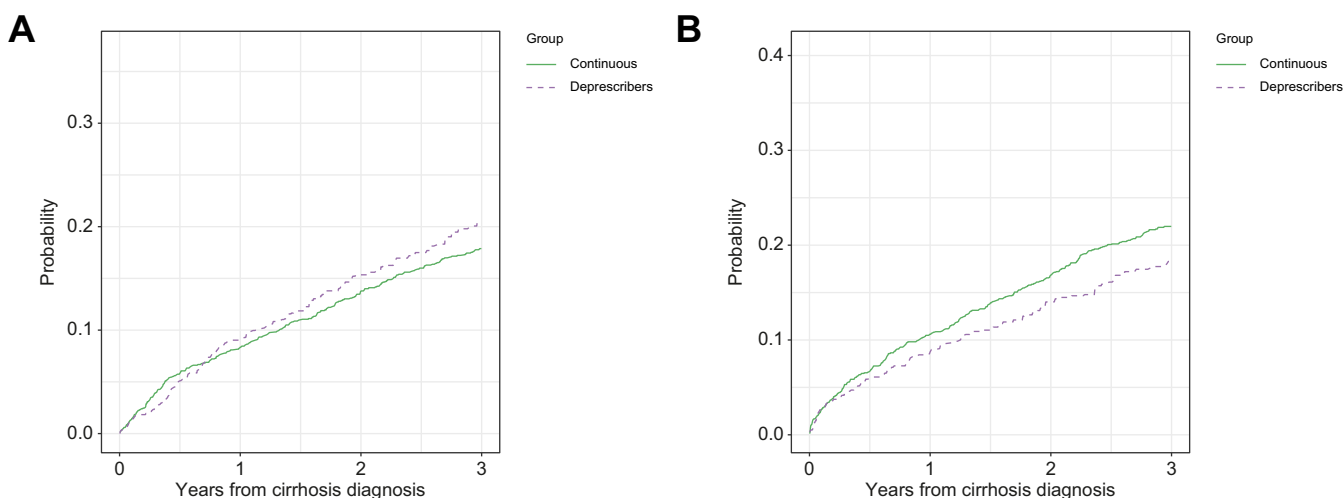 A
Group
Continuous
Deprescribers
Probability
0.3
0.2
0.1
0.0
0 1 2 3
Years from cirrhosis diagnosis
B
Group
Continuous
Deprescribers
Probability
0.4
0.3
0.2
0.1
0.0
0 1 2 3
Years from cirrhosis diagnosis